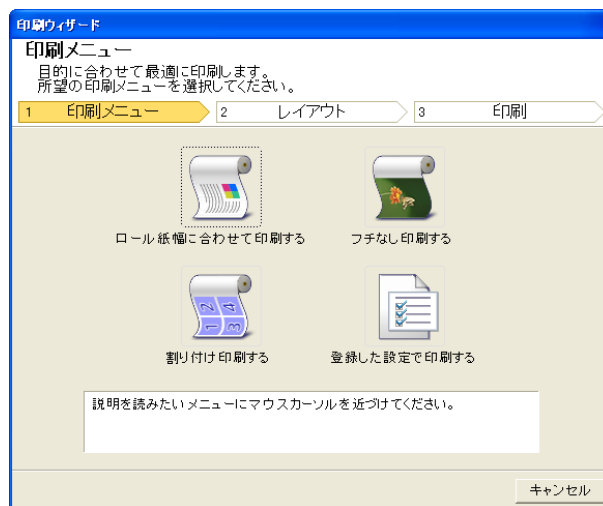 印刷ウィザード
印刷メニュー
目的に合わせて最適に印刷します。
所望の印刷メニューを選択してください。
1 印刷メニュー 2 レイアウト 3 印刷
ロール紙幅に合わせて印刷する フチなし印刷する
1 2 3 4
割り付け印刷する 登録した設定で印刷する
説明を読みたいメニューにマウスカーソルを近づけてください。
キャンセル